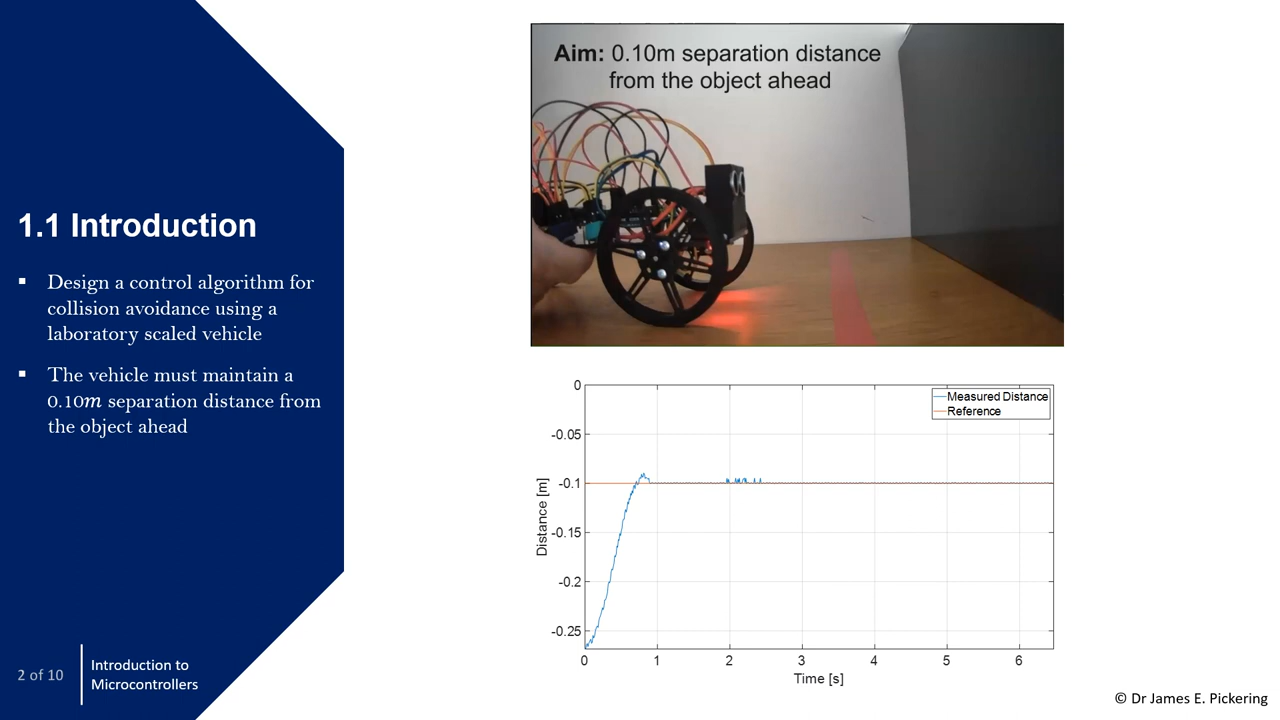 1.1 Introduction
▪ Design a control algorithm for
collision avoidance using a
laboratory scaled vehicle
▪ The vehicle must maintain a
0.10m separation distance from
the object ahead
2 of 10
Introduction to
Microcontrollers
Aim: 0.10m separation distance
from the object ahead
0
-0.05
-0.1
-0.15
-0.2
-0.25
Distance [m]
Measured Distance
Reference
0 1 2 3 4 5 6
Time [s]
© Dr James E. Pickering